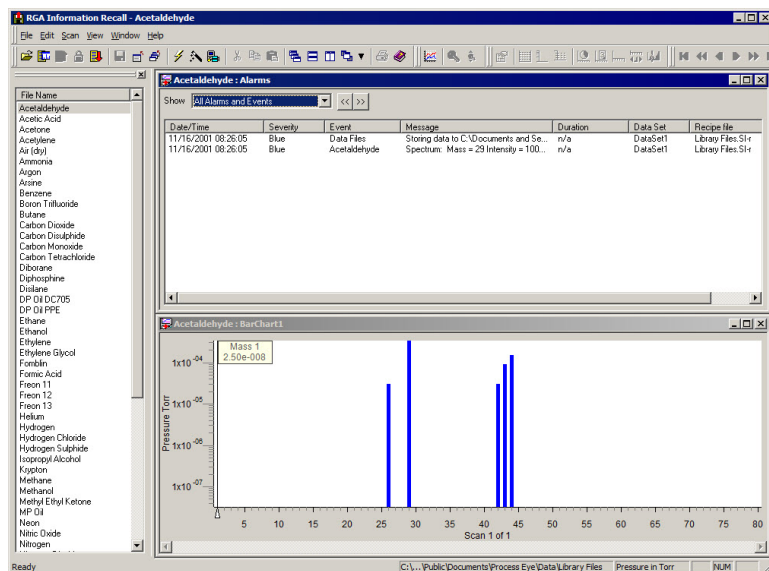 RGA Information Recall - Acetaldehyde
File Edit Scan View Window Help
File Name
Acetaldehyde
Acetic Acid
Acetone
Acetylene
Air (dry)
Ammonia
Argon
Arsine
Benzene
Boron Trifluoride
Butane
Carbon Dioxide
Carbon Disulphide
Carbon Monoxide
Carbon Tetrachloride
Diborane
Diphosphine
Disilane
DP Oil DC705
DP Oil PPE
Ethane
Ethanol
Ethylene
Ethylene Glycol
Fomblin
Formic Acid
Freon 11
Freon 12
Freon 13
Helium
Hydrogen
Hydrogen Chloride
Hydrogen Sulphide
Isopropyl Alcohol
Krypton
Methane
Methanol
Methyl Ethyl Ketone
MP Oil
Neon
Nitric Oxide
Nitrogen
Acetaldehyde : Alarms
Show All Alarms and Events << >>
Date/Time Severity Event Message Duration Data Set Recipe file
11/16/2001 08:26:05 Blue Data Files Storing data to C:\Documents and Se... n/a DataSet1 Library Files.SI-r
11/16/2001 08:26:05 Blue Acetaldehyde Spectrum: Mass = 29 Intensity = 100... n/a DataSet1 Library Files.SI-r
Acetaldehyde : BarChart1
Mass 1
2.50e-008
Pressure Torr
1x10-04
1x10-05
1x10-06
1x10-07
5 10 15 20 25 30 35 40 45 50 55 60 65 70 75 80
Scan 1 of 1
Ready C:\...\Public\Documents\Process Eye\Data\Library Files Pressure in Torr NUM